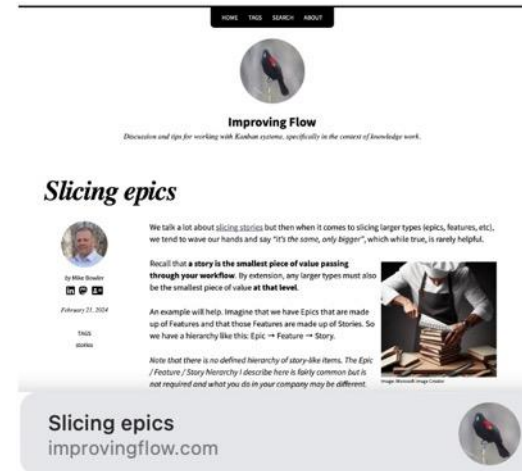 HOME TAGS SEARCH ABOUT
Improving Flow
Discussion and tips for working with Kanban systems, specifically in the context of knowledge work.
Slicing epics
We talk a lot about slicing stories but then when it comes to slicing larger types (epics, features, etc),
we tend to wave our hands and say "it's the same, only bigger", which while true, is rarely helpful.
by Mike Bowler
February 21, 2024
TAGS
stories
Recall that a story is the smallest piece of value passing
through your workflow. By extension, any larger types must also
be the smallest piece of value at that level.
An example will help. Imagine that we have Epics that are made
up of Features and that those Features are made up of Stories. So
we have a hierarchy like this: Epic → Feature → Story.
Note that there is no defined hierarchy of story-like items. The Epic
/ Feature / Story hierarchy I describe here is fairly common but is
not required and what you do in your company may be different.
Image: Microsoft Image Creator
Slicing epics
improvingflow.com